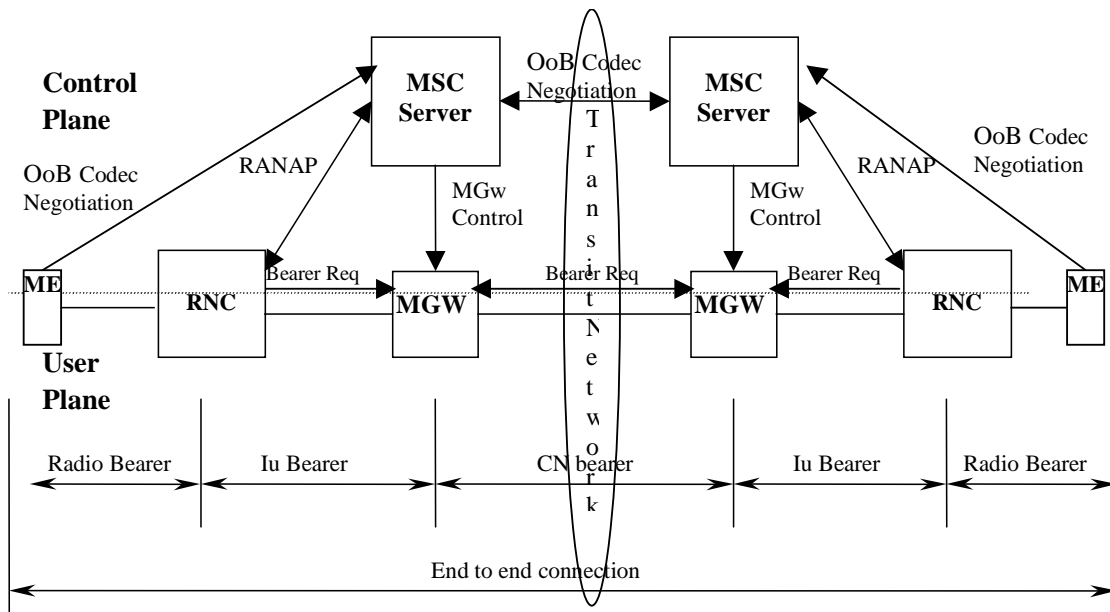 Control
Plane
MSC
Server
OoB Codec
Negotiation
MSC
Server
OoB Codec
Negotiation
RANAP
MGw
Control
Transit Network
MGw
Control
RANAP
OoB Codec
Negotiation
ME
RNC
Bearer Req
MGW
Bearer Req
MGW
Bearer Req
RNC
ME
User
Plane
Radio Bearer
Iu Bearer
CN bearer
Iu Bearer
Radio Bearer
End to end connection